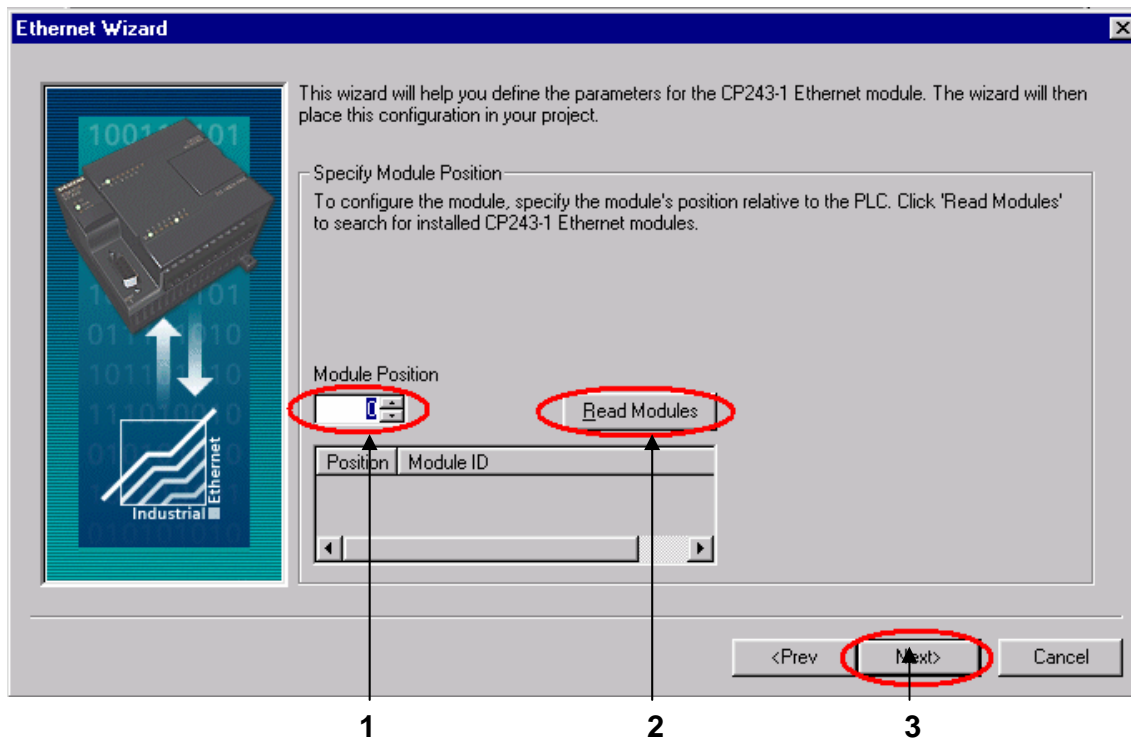 Ethernet Wizard
This wizard will help you define the parameters for the CP243-1 Ethernet module. The wizard will then
place this configuration in your project.
Specify Module Position
To configure the module, specify the module's position relative to the PLC. Click 'Read Modules'
to search for installed CP243-1 Ethernet modules.
Module Position
0
Read Modules
Position Module ID
Industrial
Ethernet
<Prev
Next>
Cancel
1 2 3